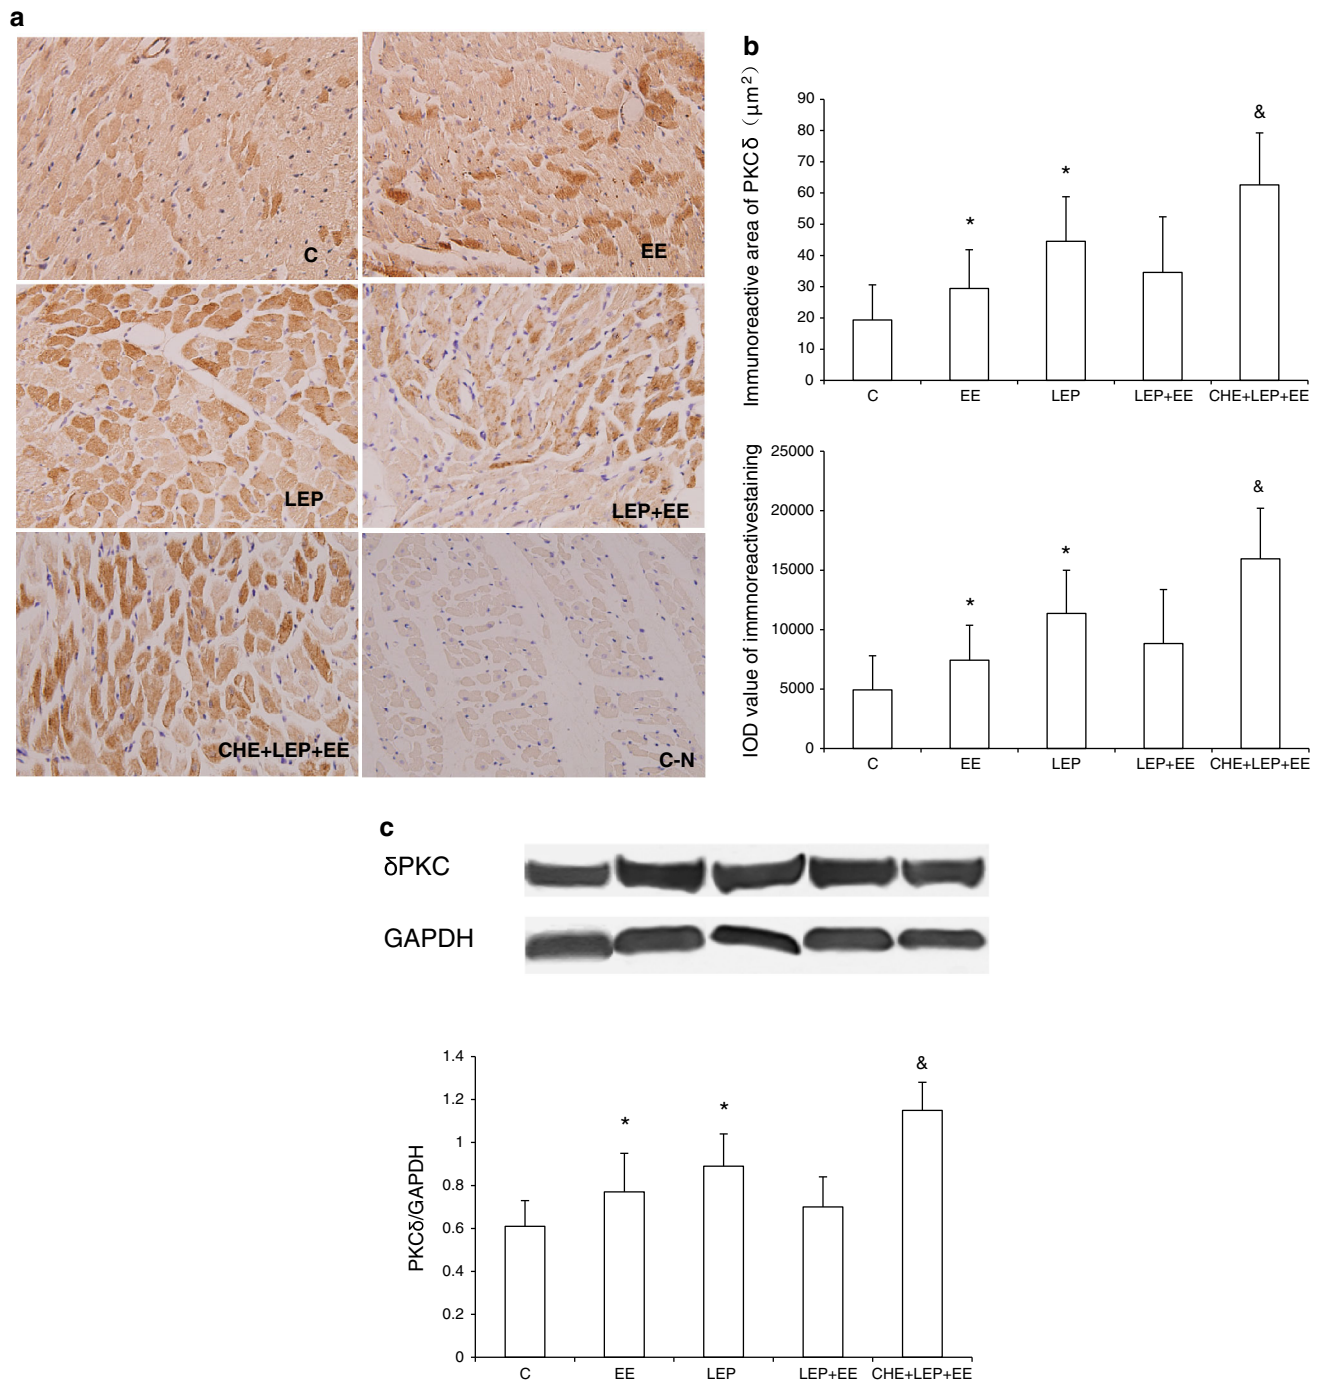 a
C
EE
LEP
LEP+EE
CHE+LEP+EE
C-N
b
Immunoreactive area of PKCδ (μm²)
90
80
70
60
50
40
30
20
10
0
*
*
&
C EE LEP LEP+EE CHE+LEP+EE
IOD value of immnoreactivestaining
25000
20000
15000
10000
5000
0
*
*
&
C EE LEP LEP+EE CHE+LEP+EE
c
δPKC
GAPDH
PKCδ/GAPDH
1.4
1.2
1
0.8
0.6
0.4
0.2
0
*
*
&
C EE LEP LEP+EE CHE+LEP+EE